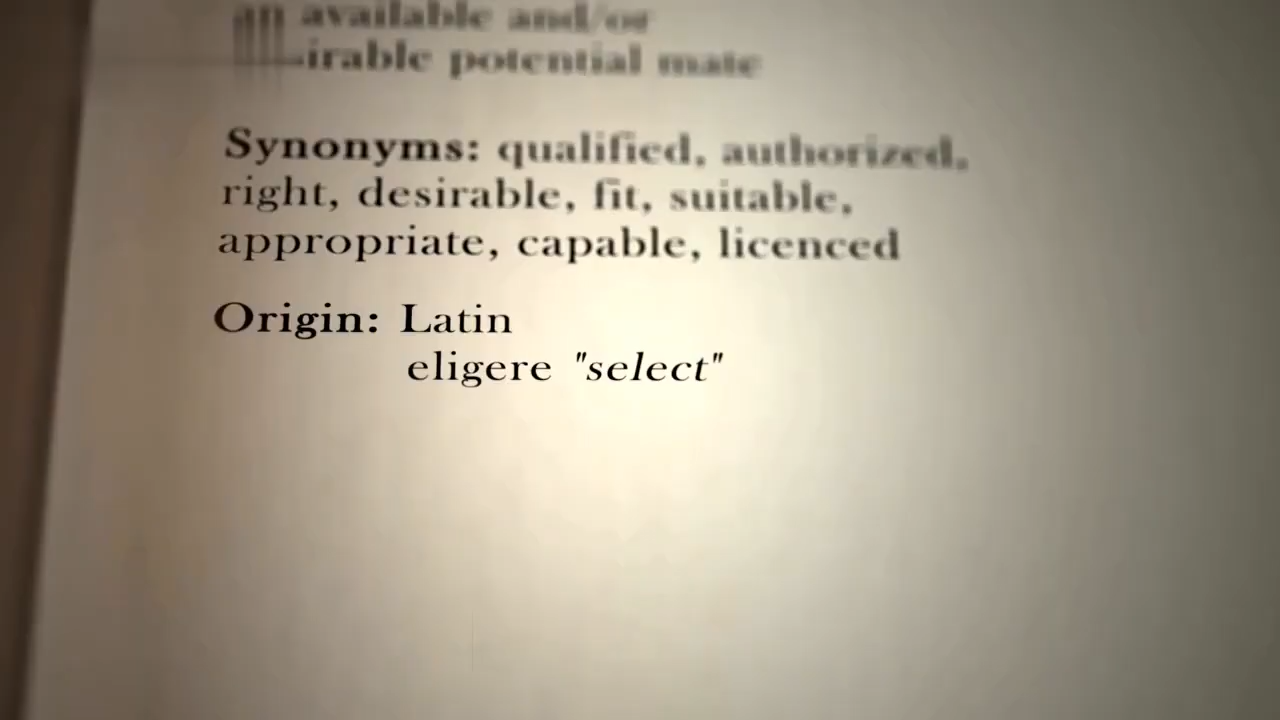 an available and/or
irable potential mate
Synonyms: qualified, authorized,
right, desirable, fit, suitable,
appropriate, capable, licenced
Origin: Latin
eligere "select"